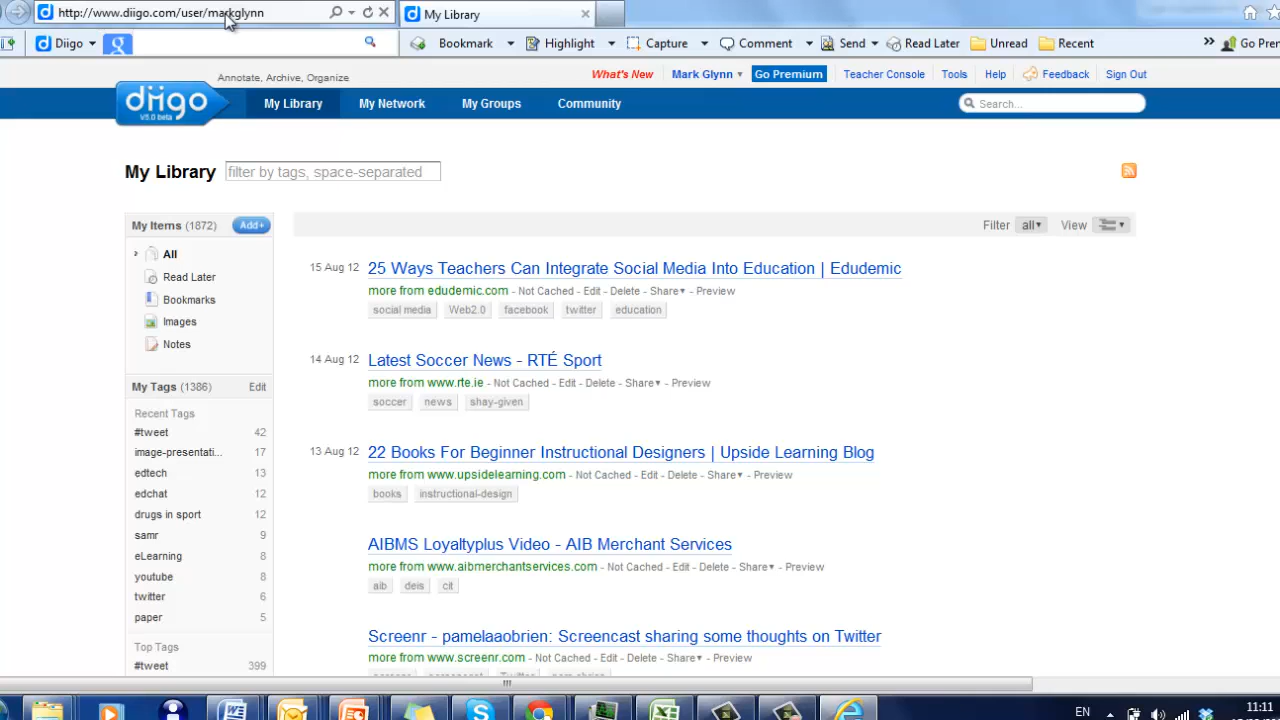 http://www.diigo.com/user/markglynn
My Library
Diigo
Bookmark Highlight Capture Comment Send Read Later Unread Recent Go Pre
Annotate, Archive, Organize
What's New Mark Glynn Go Premium Teacher Console Tools Help Feedback Sign Out
diigo
V5.0 beta
My Library My Network My Groups Community
Search...
My Library filter by tags, space-separated
My Items (1872) Add+
Filter all View
All
Read Later
Bookmarks
Images
Notes
My Tags (1386) Edit
Recent Tags
#tweet 42
image-presentati... 17
edtech 13
edchat 12
drugs in sport 12
samr 9
eLearning 8
youtube 8
twitter 6
paper 5
Top Tags
#tweet 399
15 Aug 12 25 Ways Teachers Can Integrate Social Media Into Education | Edudemic
more from edudemic.com - Not Cached - Edit - Delete - Share - Preview
social media Web2.0 facebook twitter education
14 Aug 12 Latest Soccer News - RTÉ Sport
more from www.rte.ie - Not Cached - Edit - Delete - Share - Preview
soccer news shay-given
13 Aug 12 22 Books For Beginner Instructional Designers | Upside Learning Blog
more from www.upsidelearning.com - Not Cached - Edit - Delete - Share - Preview
books instructional-design
AIBMS Loyaltyplus Video - AIB Merchant Services
more from www.aibmerchantservices.com - Not Cached - Edit - Delete - Share - Preview
aib deis cit
Screenr - pamelaaobrien: Screencast sharing some thoughts on Twitter
more from www.screenr.com - Not Cached - Edit - Delete - Share - Preview
EN 11:11